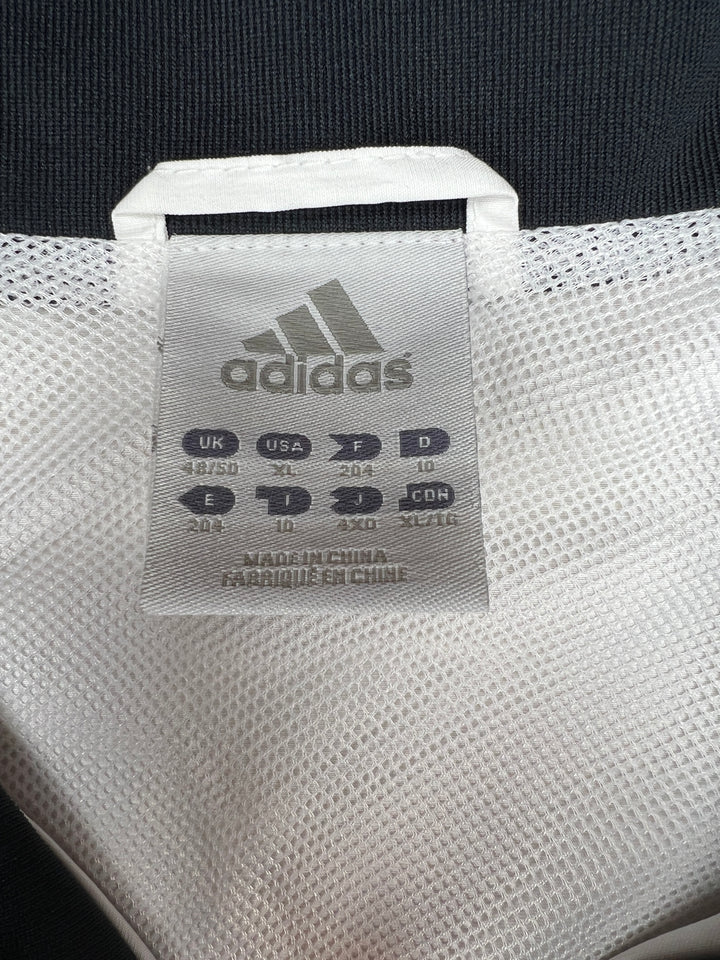 adidas
UK USA F D
48/50 XL 204 10
E I J CDN
204 10 4XO XL/TG
MADE IN CHINA
FABRIQUÉ EN CHINE